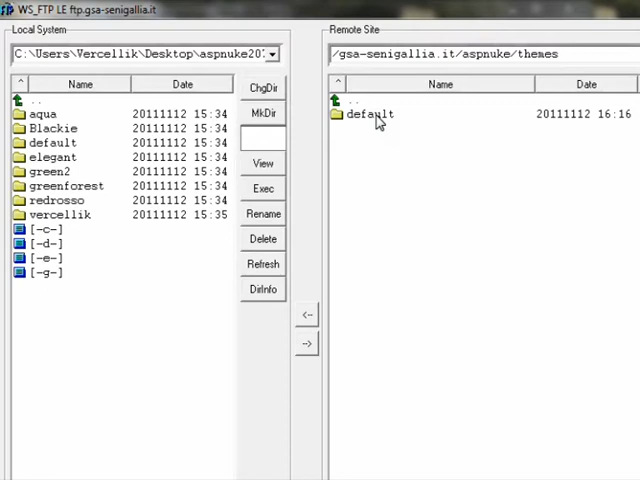 WS_FTP LE ftp.gsa-senigallia.it
Local System
Remote Site
C:\Users\Vercellik\Desktop\aspnuke20
/gsa-senigallia.it/aspnuke/themes
^ Name Date
ChgDir
^ Name Date
..
..
aqua 20111112 15:34
MkDir
default 20111112 16:16
Blackie 20111112 15:34
default 20111112 15:34
elegant 20111112 15:34
View
green2 20111112 15:34
greenforest 20111112 15:34
Exec
redrosso 20111112 15:34
vercellik 20111112 15:35
Rename
[-c-]
[-d-]
Delete
[-e-]
Refresh
[-g-]
DirInfo
<-
->